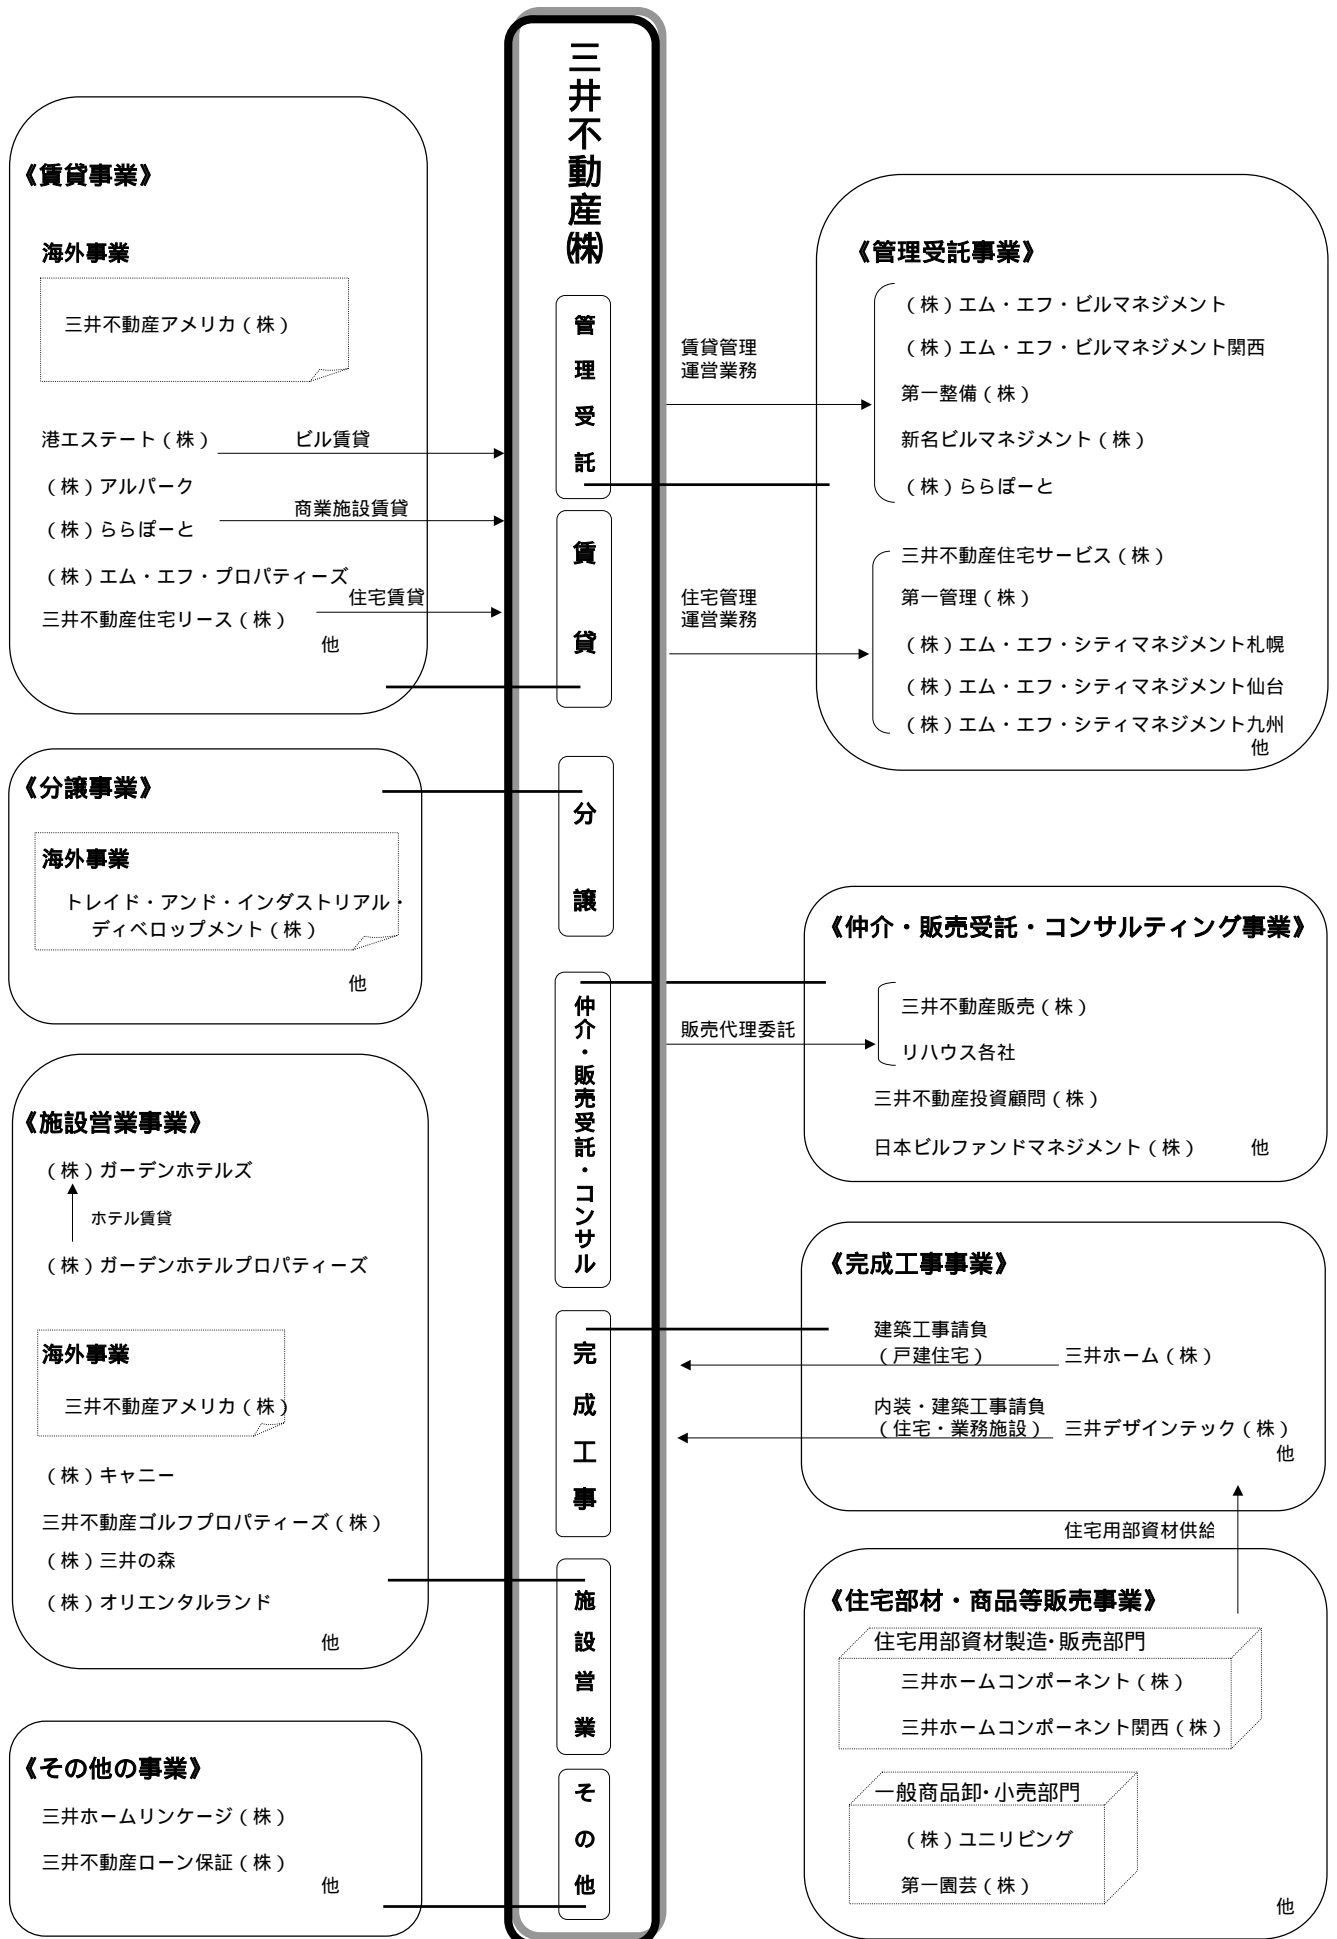 三井不動産㈱
管理受託
賃貸
分譲
仲介・販売受託・コンサル
完成工事
施設営業
その他
《賃貸事業》
海外事業
三井不動産アメリカ（株）
港エステート（株）
ビル賃貸
（株）アルパーク
商業施設賃貸
（株）ららぽーと
（株）エム・エフ・プロパティーズ
住宅賃貸
三井不動産住宅リース（株）
他
《分譲事業》
海外事業
トレイド・アンド・インダストリアル・
ディベロップメント（株）
他
《施設営業事業》
（株）ガーデンホテルズ
ホテル賃貸
（株）ガーデンホテルプロパティーズ
海外事業
三井不動産アメリカ（株）
（株）キャニー
三井不動産ゴルフプロパティーズ（株）
（株）三井の森
（株）オリエンタルランド
他
《その他の事業》
三井ホームリンケージ（株）
三井不動産ローン保証（株）
他
《管理受託事業》
賃貸管理
運営業務
（株）エム・エフ・ビルマネジメント
（株）エム・エフ・ビルマネジメント関西
第一整備（株）
新名ビルマネジメント（株）
（株）ららぽーと
住宅管理
運営業務
三井不動産住宅サービス（株）
第一管理（株）
（株）エム・エフ・シティマネジメント札幌
（株）エム・エフ・シティマネジメント仙台
（株）エム・エフ・シティマネジメント九州
他
《仲介・販売受託・コンサルティング事業》
販売代理委託
三井不動産販売（株）
リハウス各社
三井不動産投資顧問（株）
日本ビルファンドマネジメント（株） 他
《完成工事事業》
建築工事請負
（戸建住宅） 三井ホーム（株）
内装・建築工事請負
（住宅・業務施設） 三井デザインテック（株）
他
住宅用部資材供給
《住宅部材・商品等販売事業》
住宅用部資材製造・販売部門
三井ホームコンポーネント（株）
三井ホームコンポーネント関西（株）
一般商品卸・小売部門
（株）ユニリビング
第一園芸（株）
他